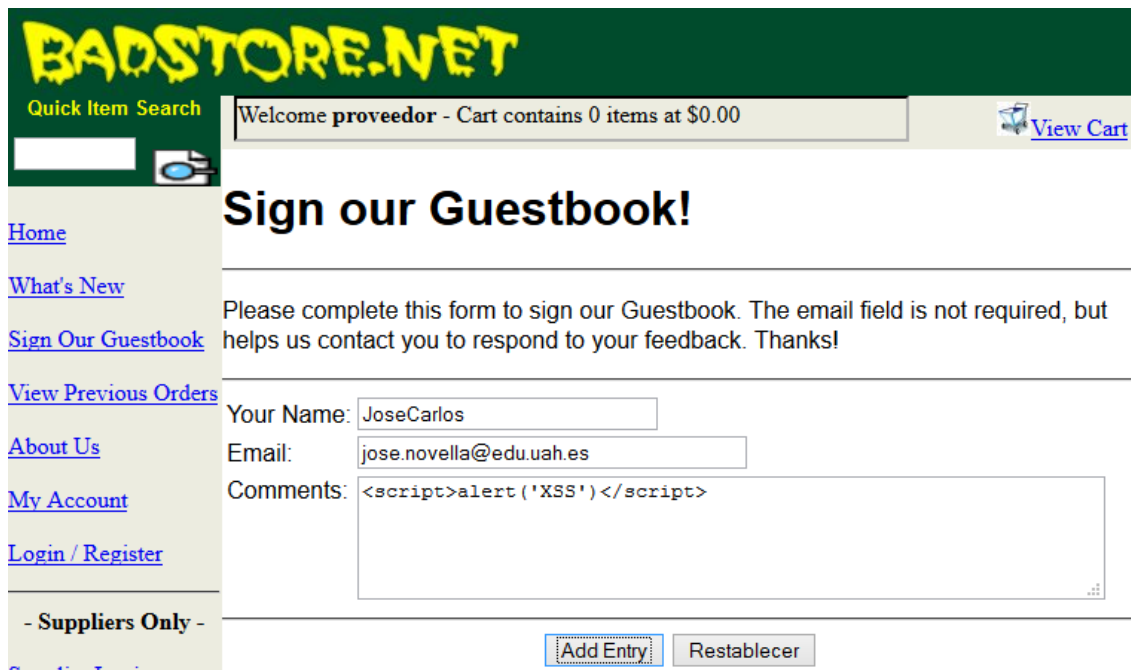 BADSTORE.NET
Quick Item Search
Welcome proveedor - Cart contains 0 items at $0.00
View Cart
Sign our Guestbook!
Home
What's New
Sign Our Guestbook
View Previous Orders
About Us
My Account
Login / Register
- Suppliers Only -
Please complete this form to sign our Guestbook. The email field is not required, but
helps us contact you to respond to your feedback. Thanks!
Your Name: JoseCarlos
Email: jose.novella@edu.uah.es
Comments: <script>alert('XSS')</script>
Add Entry Restablecer